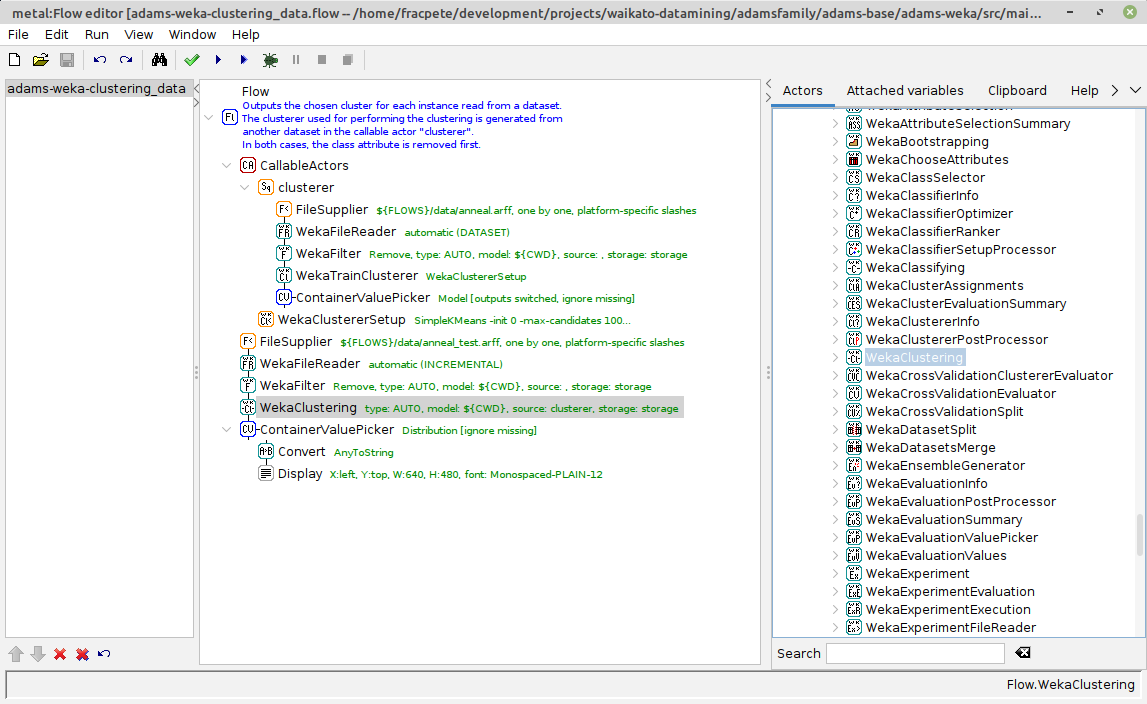 metal:Flow editor [adams-weka-clustering_data.flow -- /home/fracpete/development/projects/waikato-datamining/adamsfamily/adams-base/adams-weka/src/mai...
File Edit Run View Window Help
adams-weka-clustering_data
Flow
Outputs the chosen cluster for each instance read from a dataset.
The clusterer used for performing the clustering is generated from
another dataset in the callable actor "clusterer".
In both cases, the class attribute is removed first.
CallableActors
clusterer
FileSupplier ${FLOWS}/data/anneal.arff, one by one, platform-specific slashes
WekaFileReader automatic (DATASET)
WekaFilter Remove, type: AUTO, model: ${CWD}, source: , storage: storage
WekaTrainClusterer WekaClustererSetup
ContainerValuePicker Model [outputs switched, ignore missing]
WekaClustererSetup SimpleKMeans -init 0 -max-candidates 100...
FileSupplier ${FLOWS}/data/anneal_test.arff, one by one, platform-specific slashes
WekaFileReader automatic (INCREMENTAL)
WekaFilter Remove, type: AUTO, model: ${CWD}, source: , storage: storage
WekaClustering type: AUTO, model: ${CWD}, source: clusterer, storage: storage
ContainerValuePicker Distribution [ignore missing]
Convert AnyToString
Display X:left, Y:top, W:640, H:480, font: Monospaced-PLAIN-12
Actors Attached variables Clipboard Help
WekaAttributeSelectionSummary
WekaBootstrapping
WekaChooseAttributes
WekaClassSelector
WekaClassifierInfo
WekaClassifierOptimizer
WekaClassifierRanker
WekaClassifierSetupProcessor
WekaClassifying
WekaClusterAssignments
WekaClusterEvaluationSummary
WekaClustererInfo
WekaClustererPostProcessor
WekaClustering
WekaCrossValidationClustererEvaluator
WekaCrossValidationEvaluator
WekaCrossValidationSplit
WekaDatasetSplit
WekaDatasetsMerge
WekaEnsembleGenerator
WekaEvaluationInfo
WekaEvaluationPostProcessor
WekaEvaluationSummary
WekaEvaluationValuePicker
WekaEvaluationValues
WekaExperiment
WekaExperimentEvaluation
WekaExperimentExecution
WekaExperimentFileReader
Search
Flow.WekaClustering